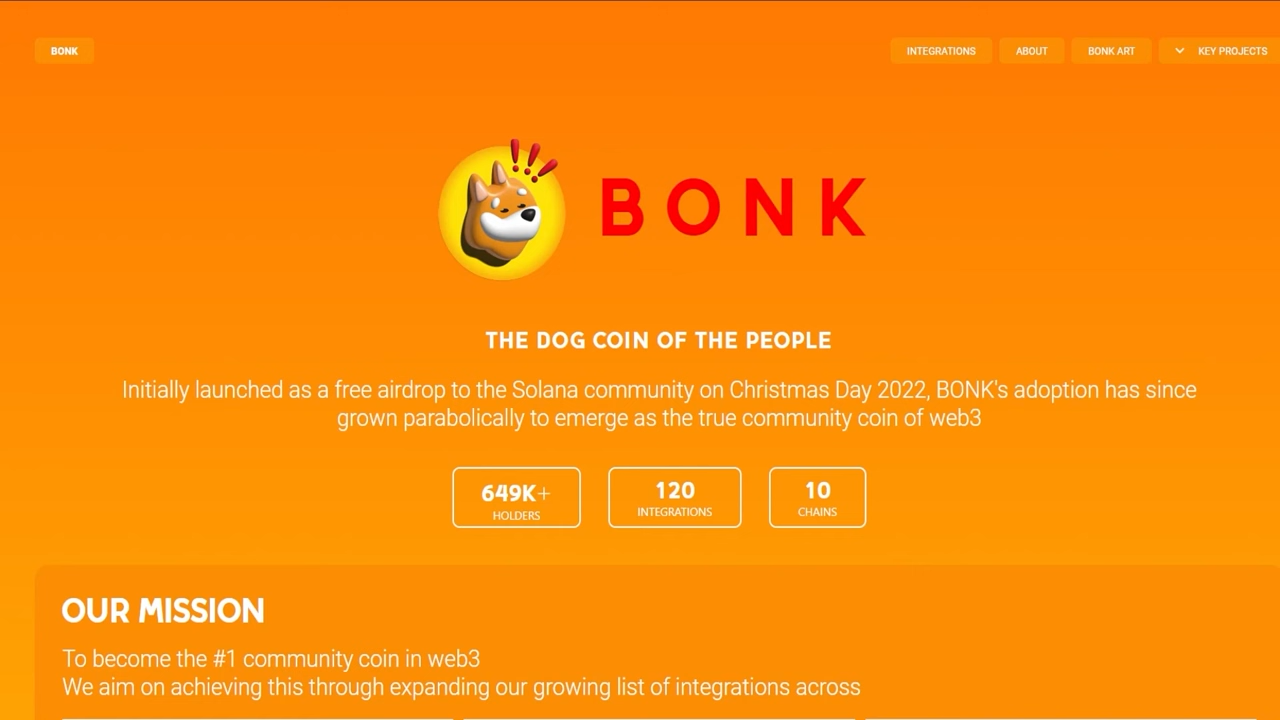 BONK
INTEGRATIONS
ABOUT
BONK ART
KEY PROJECTS
BONK
THE DOG COIN OF THE PEOPLE
Initially launched as a free airdrop to the Solana community on Christmas Day 2022, BONK's adoption has since
grown parabolically to emerge as the true community coin of web3
649K+
HOLDERS
120
INTEGRATIONS
10
CHAINS
OUR MISSION
To become the #1 community coin in web3
We aim on achieving this through expanding our growing list of integrations across